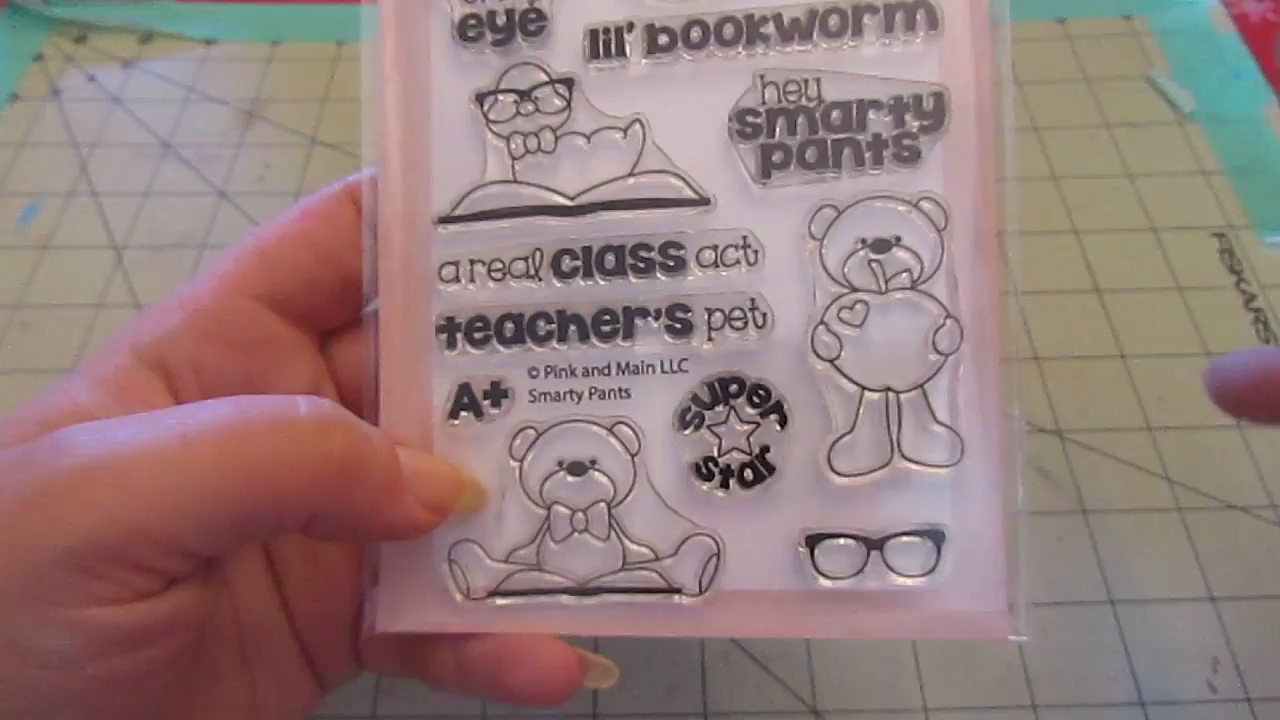 eye
lil' bookworm
hey
smarty
pants
a real class act
teacher's pet
© Pink and Main LLC
Smarty Pants
A+
super
star
FISKARS